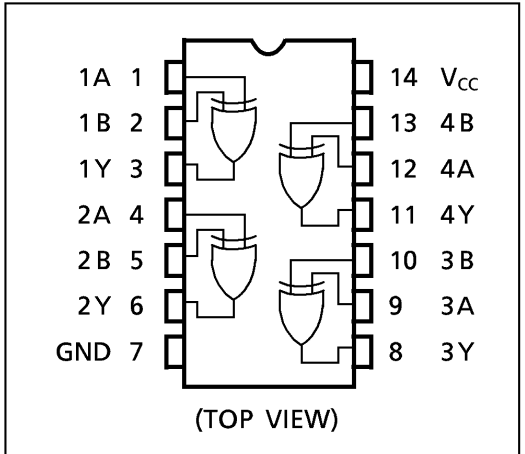 1A 1 14 VCC
1B 2 13 4B
1Y 3 12 4A
2A 4 11 4Y
2B 5 10 3B
2Y 6 9 3A
GND 7 8 3Y
(TOP VIEW)